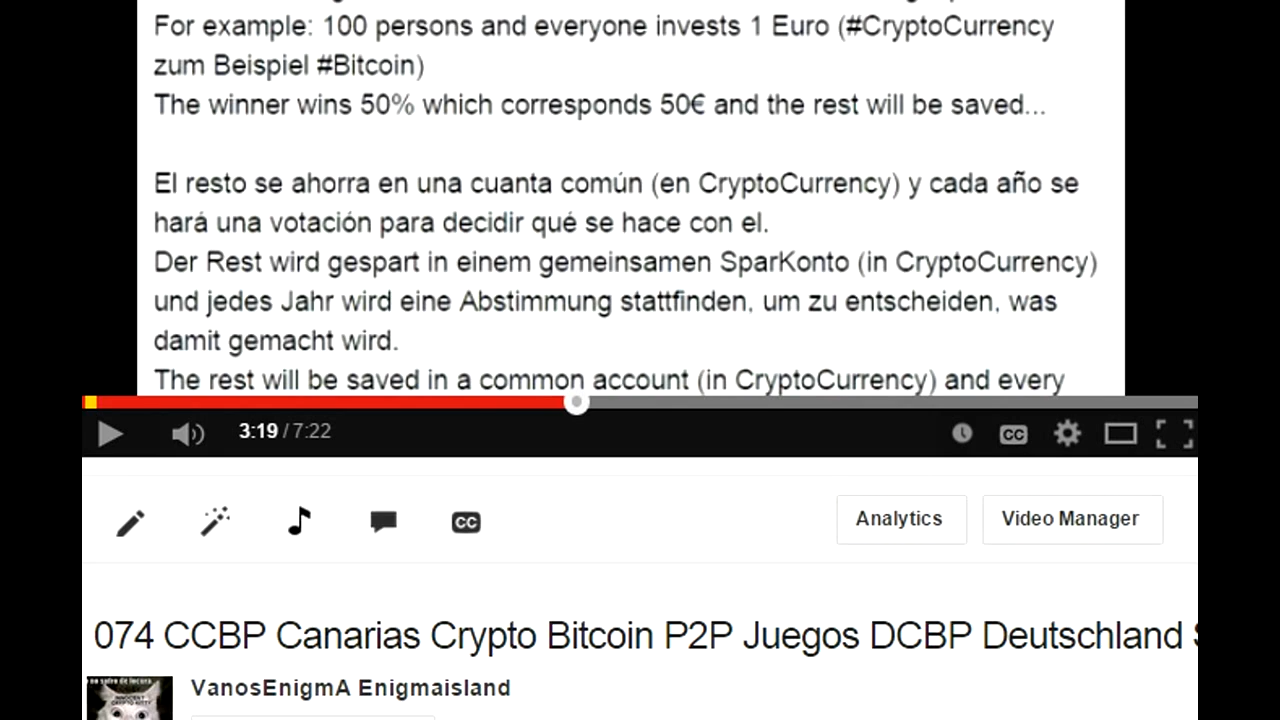 For example: 100 persons and everyone invests 1 Euro (#CryptoCurrency
zum Beispiel #Bitcoin)
The winner wins 50% which corresponds 50€ and the rest will be saved...
El resto se ahorra en una cuanta común (en CryptoCurrency) y cada año se
hará una votación para decidir qué se hace con el.
Der Rest wird gespart in einem gemeinsamen SparKonto (in CryptoCurrency)
und jedes Jahr wird eine Abstimmung stattfinden, um zu entscheiden, was
damit gemacht wird.
The rest will be saved in a common account (in CryptoCurrency) and every
3:19 / 7:22
CC
CC
Analytics
Video Manager
074 CCBP Canarias Crypto Bitcoin P2P Juegos DCBP Deutschland
VanosEnigmA Enigmaisland